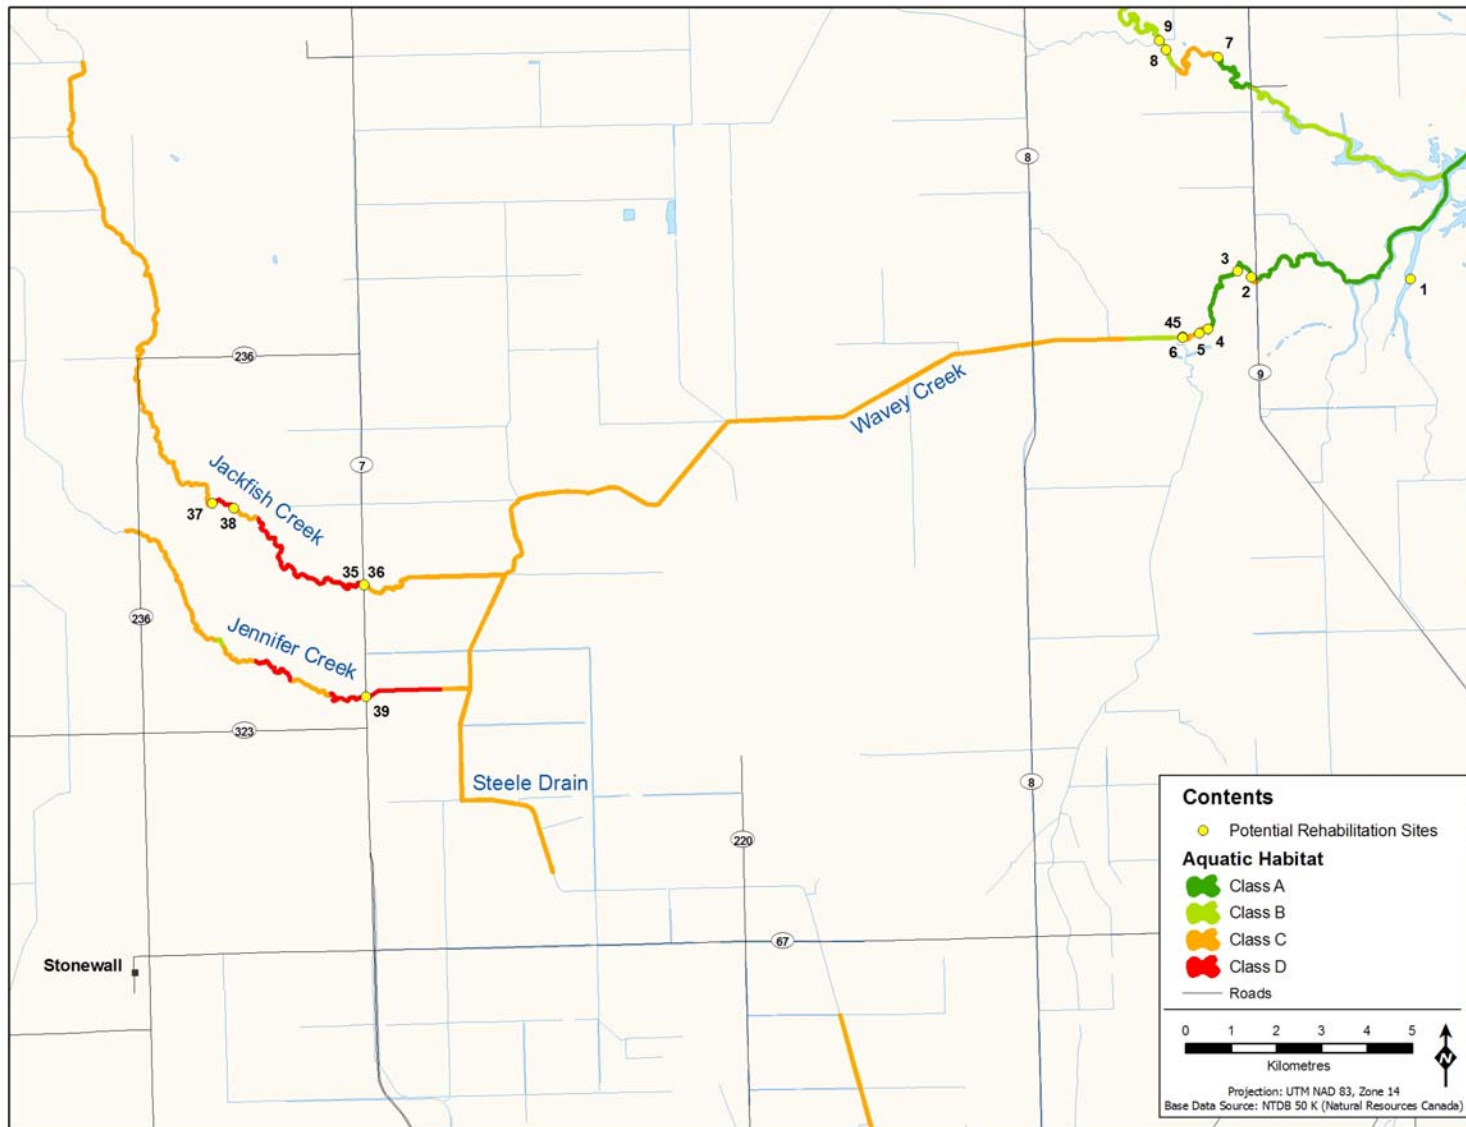 9
8
7
8
3
2
1
45
6
5
4
236
9
Wavey Creek
7
Jackfish Creek
37
38
35
36
236
Jennifer Creek
39
323
Steele Drain
8
220
67
Stonewall
Contents
Potential Rehabilitation Sites
Aquatic Habitat
Class A
Class B
Class C
Class D
Roads
0 1 2 3 4 5
Kilometres
N
Projection: UTM NAD 83, Zone 14
Base Data Source: NTDB 50 K (Natural Resources Canada)